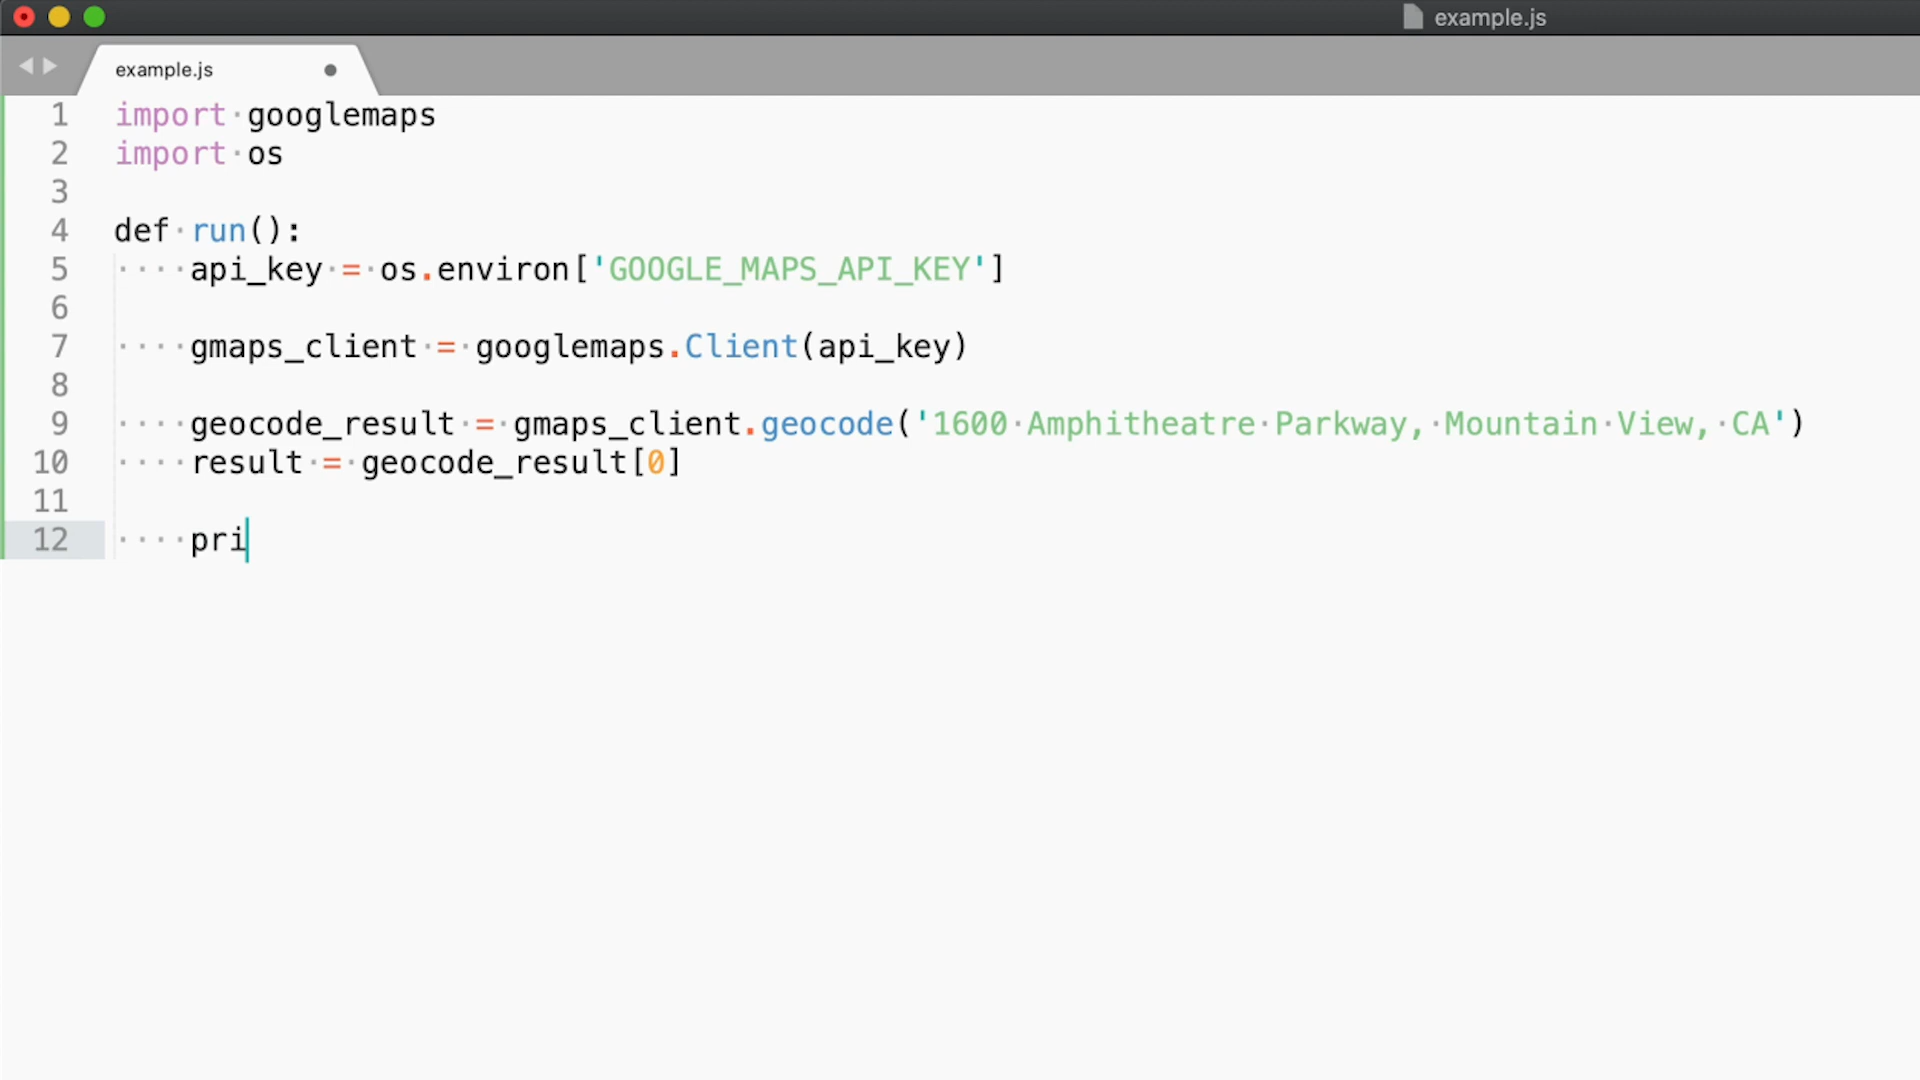 example.js
example.js
1 import googlemaps
2 import os
3
4 def run():
5     api_key = os.environ['GOOGLE_MAPS_API_KEY']
6
7     gmaps_client = googlemaps.Client(api_key)
8
9     geocode_result = gmaps_client.geocode('1600 Amphitheatre Parkway, Mountain View, CA')
10     result = geocode_result[0]
11
12     pri